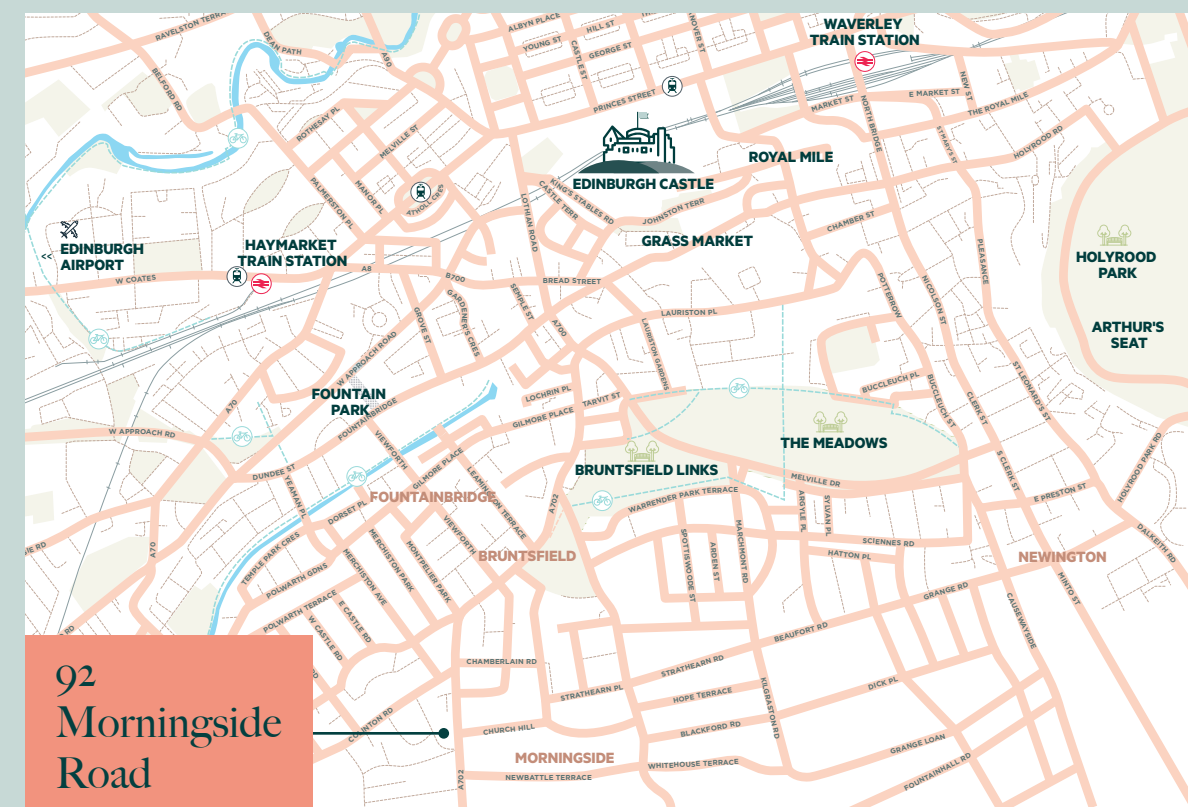 RAVELSTON TERRA
DEAN PATH
A90
BELFORD RD
ALBYN PLACE
YOUNG ST
HILL ST
CASTLE ST
GEORGE ST
ANOVER ST
PRINCES STREET
WAVERLEY
TRAIN STATION
MARKET ST
E MARKET ST
NEW ST
THE ROYAL MILE
NORTH BRIDGE
ST MARY'S ST
HOLYROOD RD
ROTHESAY PL
MELVILLE ST
PALMERSTON PL
MANOR PL
ATHOLL CRES
EDINBURGH CASTLE
ROYAL MILE
KING'S STABLES RD
CASTLE TERR
JOHNSTON TERR
LOTHIAN ROAD
GRASS MARKET
CHAMBER ST
PLEASANCE
HOLYROOD
PARK
ARTHUR'S
SEAT
<<
EDINBURGH
AIRPORT
HAYMARKET
TRAIN STATION
W COATES
A8
B700
BREAD STREET
SEMPLE ST
A700
GROVE ST
GARDENER'S CRES
LAURISTON PL
LAURISTON GARDENS
POTTERROW
NICOLSON ST
W APPROACH ROAD
FOUNTAIN
PARK
FOUNTAINBRIDGE
A70
W APPROACH RD
LOCHRIN PL
GILMORE PLACE
TARVIT ST
BUCCLEUCH PL
BUCCLEUCH ST
CLERK ST
ST LEONARD'S ST
THE MEADOWS
BRUNTSFIELD LINKS
MELVILLE DR
S CLERK ST
E PRESTON ST
HOLYROOD PARK RD
DALKEITH RD
DUNDEE ST
YEAMAN PL
VIEWFORTH
GILMORE PLACE
LEAMINGTON TERRACE
FOUNTAINBRIDGE
DORSET PL
A702
WARRENDER PARK TERRACE
ARGYLE PL
SYLVAN PL
SCIENNES RD
HATTON PL
NEWINGTON
MINTO ST
IE RD
A70
TEMPLE PARK CRES
POLWARTH GDNS
MERCHISTON AVE
MERCHISTON PARK
MONTPELIER PARK
VIEWFORTH
BRUNTSFIELD
SPOTTISWOODE ST
ARDEN ST
MARCHMONT RD
GRANGE RD
CAUSEWAYSIDE
POLWARTH TERRACE
E CASTLE RD
W CASTLE RD
RD
BEAUFORT RD
CHAMBERLAIN RD
STRATHEARN PL
STRATHEARN RD
HOPE TERRACE
KILGRASTON RD
DICK PL
COLINTON RD
CHURCH HILL
BLACKFORD RD
GRANGE LOAN
FOUNTAINHALL RD
MORNINGSIDE
WHITEHOUSE TERRACE
NEWBATTLE TERRACE
A702
92
Morningside
Road